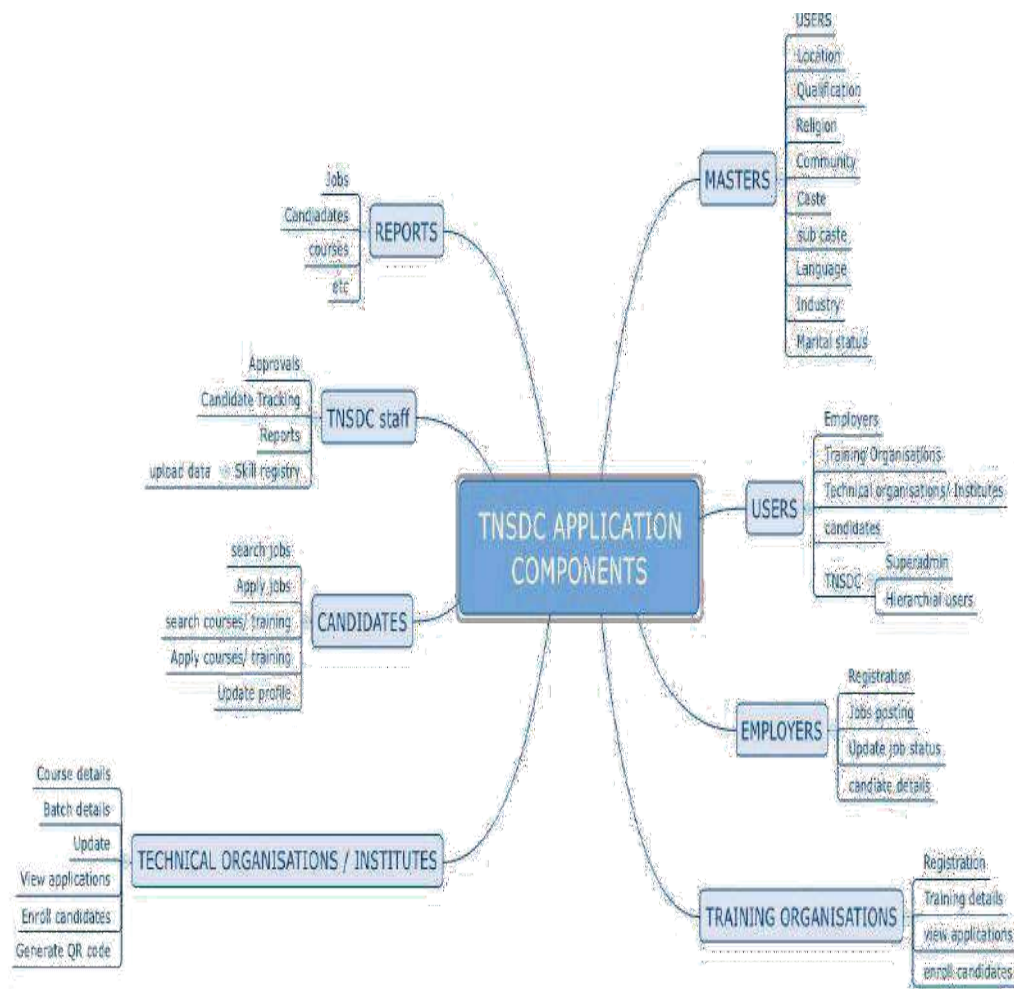 TNSDC APPLICATION
COMPONENTS
MASTERS
USERS
Location
Qualification
Religion
Community
Caste
sub caste
Language
Industry
Marital status
USERS
Employers
Training Organisations
Technical organisations/ Institutes
candidates
TNSDC
Superadmin
Hierarchial users
EMPLOYERS
Registration
Jobs posting
Update job status
candiate details
TRAINING ORGANISATIONS
Registration
Training details
view applications
enroll candidates
REPORTS
Jobs
Candiadates
courses
etc
TNSDC staff
Approvals
Candidate Tracking
Reports
Skill registry
upload data
CANDIDATES
search jobs
Apply jobs
search courses/ training
Apply courses/ training
Update profile
TECHNICAL ORGANISATIONS / INSTITUTES
Course details
Batch details
Update
View applications
Enroll candidates
Generate QR code